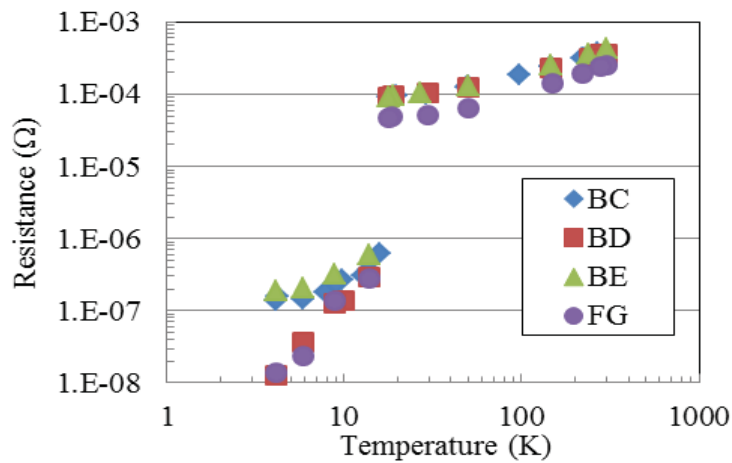 1.E-03
1.E-04
1.E-05
1.E-06
1.E-07
1.E-08
Resistance (Ω)
BC
BD
BE
FG
1 10 100 1000
Temperature (K)